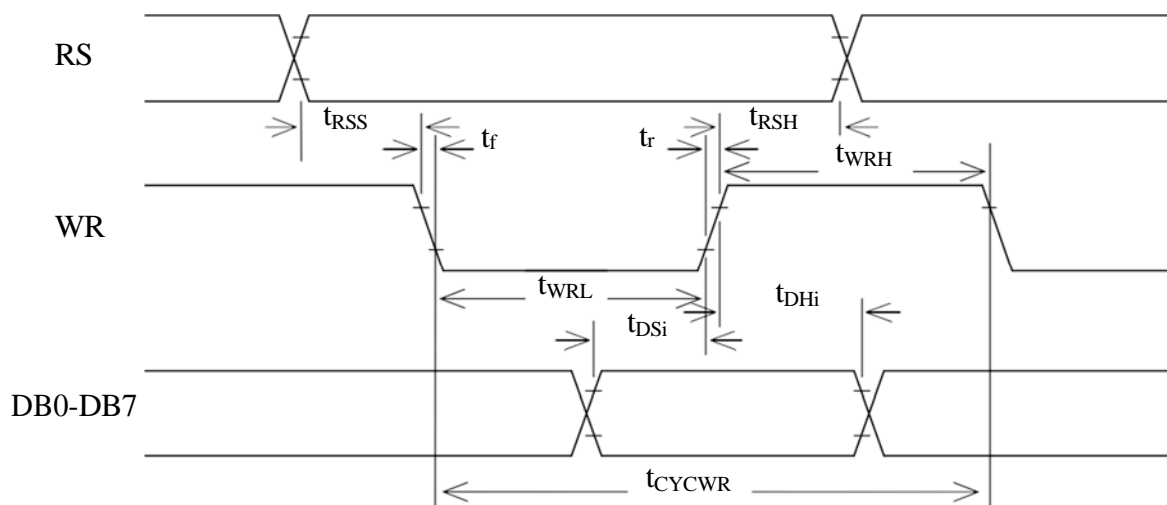 RS
tRSS
tRSH
tf
tr
tWRH
WR
tWRL
tDHi
tDSi
DB0-DB7
tCYCWR